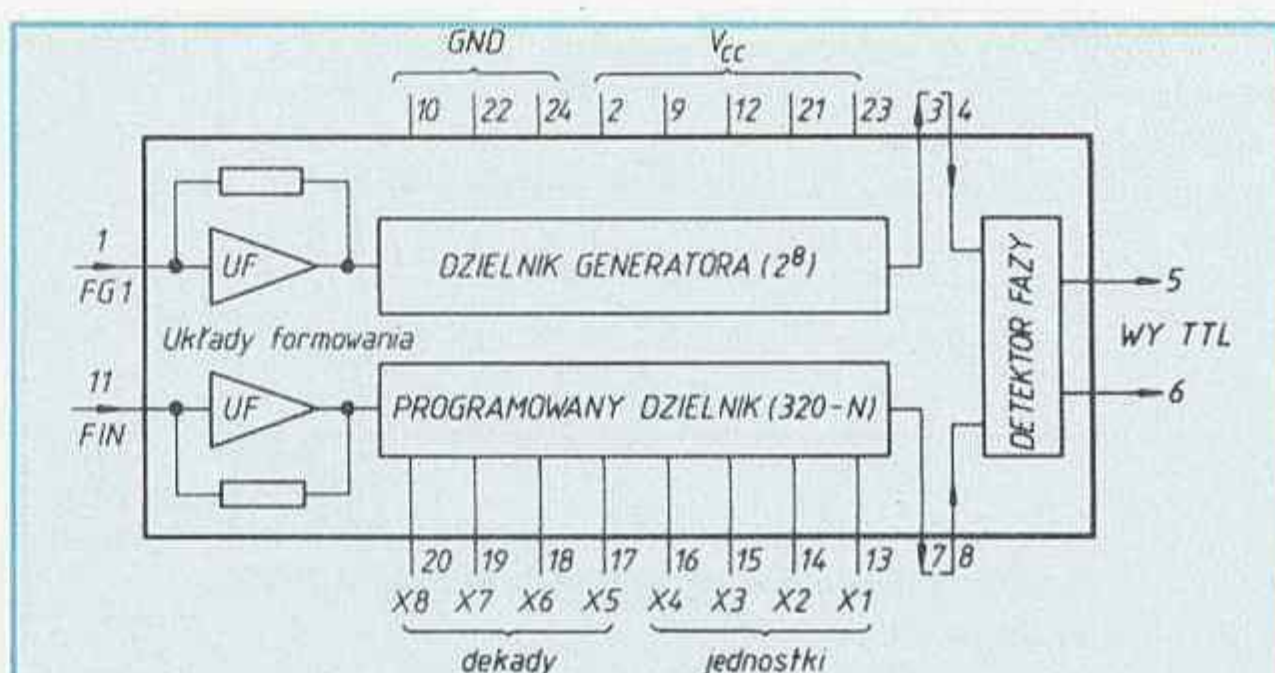 GND V_CC
10 22 24 2 9 12 21 23 3 4
1
FG1
UF
DZIELNIK GENERATORA (2⁸)
Układy formowania
11
FIN
UF
PROGRAMOWANY DZIELNIK (320-N)
DETEKTOR FAZY
5
WY TTL
6
20 19 18 17 16 15 14 13 7 8
X8 X7 X6 X5 X4 X3 X2 X1
dekady jednostki